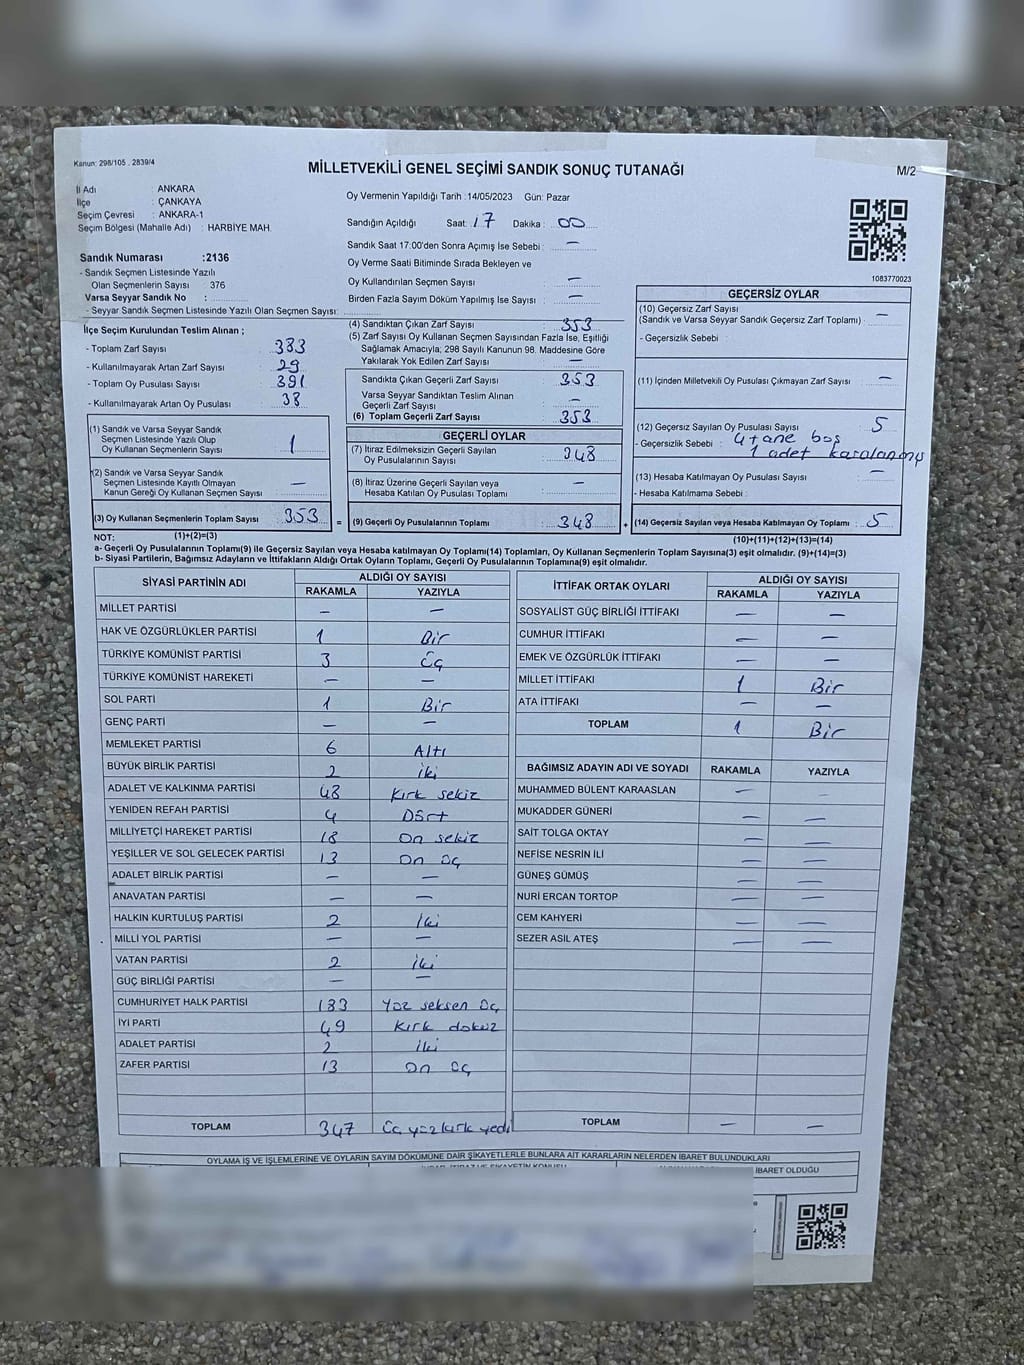 Kanun: 298/105 . 2839/4
MİLLETVEKİLİ GENEL SEÇİMİ SANDIK SONUÇ TUTANAĞI
M/2
İl Adı : ANKARA
İlçe : ÇANKAYA
Seçim Çevresi : ANKARA-1
Seçim Bölgesi (Mahalle Adı) : HARBİYE MAH.
Sandık Numarası :2136
- Sandık Seçmen Listesinde Yazılı
Olan Seçmenlerin Sayısı 376
Varsa Seyyar Sandık No :
- Seyyar Sandık Seçmen Listesinde Yazılı Olan Seçmen Sayısı:
Oy Vermenin Yapıldığı Tarih :14/05/2023 Gün: Pazar
Sandığın Açıldığı Saat: 17 Dakika : 00
Sandık Saat 17.00'den Sonra Açımış İse Sebebi : —
Oy Verme Saati Bitiminde Sırada Bekleyen ve
Oy Kullandırılan Seçmen Sayısı —
Birden Fazla Sayım Döküm Yapılmış İse Sayısı : —
1083770023
İlçe Seçim Kurulundan Teslim Alınan ;
- Toplam Zarf Sayısı 383
- Kullanılmayarak Artan Zarf Sayısı 29
- Toplam Oy Pusulası Sayısı 391
- Kullanılmayarak Artan Oy Pusulası 38
(1) Sandık ve Varsa Seyyar Sandık
Seçmen Listesinde Yazılı Olup
Oy Kullanan Seçmen Sayısı 1
(2) Sandık ve Varsa Seyyar Sandık
Seçmen Listesinde Kayıtlı Olmayan
Kanun Gereği Oy Kullanan Seçmen Sayısı —
(3) Oy Kullanan Seçmenlerin Toplam Sayısı 353
(1)+(2)=(3)
(4) Sandıktan Çıkan Zarf Sayısı 353
(5) Zarf Sayısı Oy Kullanan Seçmen Sayısından Fazla İse, Eşitliği
Sağlamak Amacıyla; 298 Sayılı Kanunun 98. Maddesine Göre
Yakılarak Yok Edilen Zarf Sayısı —
Sandıkta Çıkan Geçerli Zarf Sayısı 353
Varsa Seyyar Sandıktan Teslim Alınan
Geçerli Zarf Sayısı —
(6) Toplam Geçerli Zarf Sayısı 353
GEÇERLİ OYLAR
(7) İtiraz Edilmeksizin Geçerli Sayılan
Oy Pusulalarının Sayısı : 348
(8) İtiraz Üzerine Geçerli Sayılan veya
Hesaba Katılan Oy Pusulası Toplamı —
= (9) Geçerli Oy Pusulalarının Toplamı : 348 +
GEÇERSİZ OYLAR
(10) Geçersiz Zarf Sayısı
(Sandık ve Varsa Seyyar Sandık Geçersiz Zarf Toplamı) : —
- Geçersizlik Sebebi :
(11) İçinden Milletvekili Oy Pusulası Çıkmayan Zarf Sayısı : —
(12) Geçersiz Sayılan Oy Pusulası Sayısı : 5
- Geçersizlik Sebebi : 4 tane boş
1 adet karalanmış
(13) Hesaba Katılmayan Oy Pusulası Sayısı : —
- Hesaba Katılmama Sebebi :
(14) Geçersiz Sayılan veya Hesaba Katılmayan Oy Toplamı : 5
(10)+(11)+(12)+(13)=(14)
NOT:
a- Geçerli Oy Pusulaları Toplamı(9) ile Geçersiz Sayılan veya Hesaba katılmayan Oy Toplamı(14) Toplamları, Oy Kullanan Seçmenlerin Toplam Sayısına(3) eşit olmalıdır. (9)+(14)=(3)
b- Siyasi Partilerin, Bağımsız Adayların ve İttifakların Aldığı Ortak Oyların Toplamı, Geçerli Oy Pusulalarının Toplamına(9) eşit olmalıdır.
SİYASİ PARTİNİN ADI ALDIĞI OY SAYISI
RAKAMLA YAZIYLA
MİLLET PARTİSİ — —
HAK VE ÖZGÜRLÜKLER PARTİSİ 1 Bir
TÜRKİYE KOMÜNİST PARTİSİ 3 Üç
TÜRKİYE KOMÜNİST HAREKETİ — —
SOL PARTİ 1 Bir
GENÇ PARTİ — —
MEMLEKET PARTİSİ 6 Altı
BÜYÜK BİRLİK PARTİSİ 2 iki
ADALET VE KALKINMA PARTİSİ 48 Kırk sekiz
YENİDEN REFAH PARTİSİ 4 Dört
MİLLİYETÇİ HAREKET PARTİSİ 18 On sekiz
YEŞİLLER VE SOL GELECEK PARTİSİ 13 On üç
ADALET BİRLİK PARTİSİ — —
ANAVATAN PARTİSİ — —
HALKIN KURTULUŞ PARTİSİ 2 İki
MİLLİ YOL PARTİSİ — —
VATAN PARTİSİ 2 iki
GÜÇ BİRLİĞİ PARTİSİ — —
CUMHURİYET HALK PARTİSİ 183 Yüz seksen üç
İYİ PARTİ 49 Kırk dokuz
ADALET PARTİSİ 2 iki
ZAFER PARTİSİ 13 on üç
TOPLAM 347 Üç yüz kırk yedi
İTTİFAK ORTAK OYLARI ALDIĞI OY SAYISI
RAKAMLA YAZIYLA
SOSYALİST GÜÇ BİRLİĞİ İTTİFAKI — —
CUMHUR İTTİFAKI — —
EMEK VE ÖZGÜRLÜK İTTİFAKI — —
MİLLET İTTİFAKI 1 Bir
ATA İTTİFAKI — —
TOPLAM 1 Bir
BAĞIMSIZ ADAYIN ADI VE SOYADI RAKAMLA YAZIYLA
MUHAMMED BÜLENT KARAASLAN — —
MUKADDER GÜNERİ — —
SAİT TOLGA OKTAY — —
NEFİSE NESRİN İLİ — —
GÜNEŞ GÜMÜŞ — —
NURİ ERCAN TORTOP — —
CEM KAHYERİ — —
SEZER ASİL ATEŞ — —
TOPLAM — —
OYLAMA İŞ VE İŞLEMLERİNE VE OYLARIN SAYIM DÖKÜMÜNE DAİR ŞİKAYETLERLE BUNLARA AİT KARARLARIN NELERDEN İBARET BULUNDUKLARI
İBARET OLDUĞU